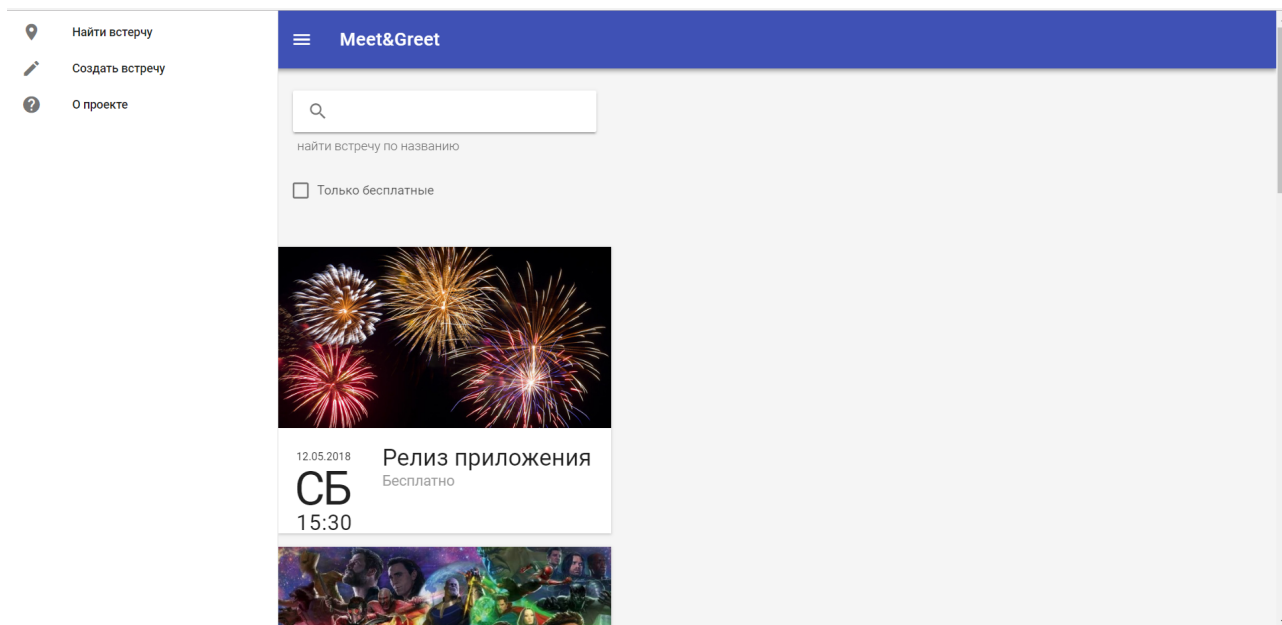 Найти встерчу
Создать встречу
О проекте
Meet&Greet
найти встречу по названию
Только бесплатные
12.05.2018
СБ
15:30
Релиз приложения
Бесплатно